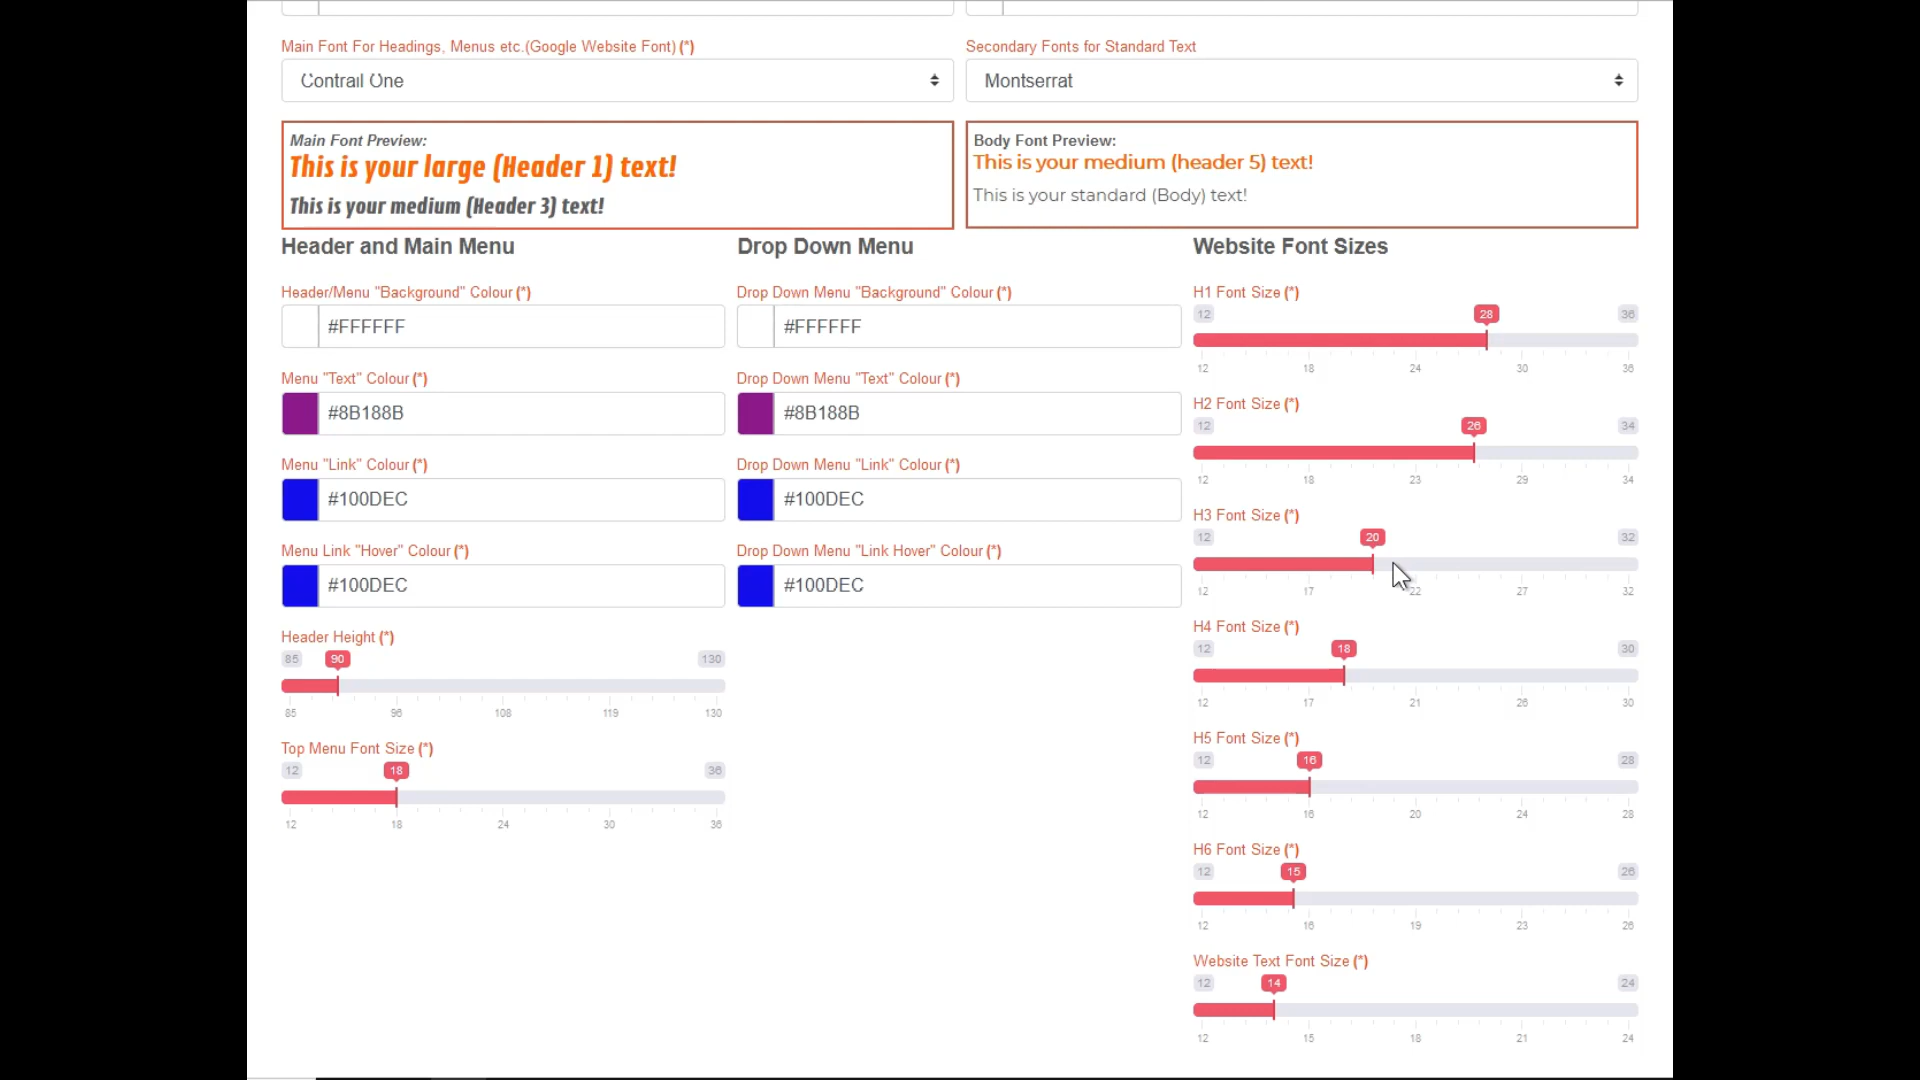 Main Font For Headings, Menus etc.(Google Website Font) (*)
Contrail One
Secondary Fonts for Standard Text
Montserrat
Main Font Preview:
This is your large (Header 1) text!
This is your medium (Header 3) text!
Body Font Preview:
This is your medium (header 5) text!
This is your standard (Body) text!
Header and Main Menu
Header/Menu "Background" Colour (*)
#FFFFFF
Menu "Text" Colour (*)
#8B188B
Menu "Link" Colour (*)
#100DEC
Menu Link "Hover" Colour (*)
#100DEC
Header Height (*)
85 90 130
85 96 108 119 130
Top Menu Font Size (*)
12 18 36
12 18 24 30 36
Drop Down Menu
Drop Down Menu "Background" Colour (*)
#FFFFFF
Drop Down Menu "Text" Colour (*)
#8B188B
Drop Down Menu "Link" Colour (*)
#100DEC
Drop Down Menu "Link Hover" Colour (*)
#100DEC
Website Font Sizes
H1 Font Size (*)
12 28 36
12 18 24 30 36
H2 Font Size (*)
12 26 34
12 18 23 29 34
H3 Font Size (*)
12 20 32
12 17 22 27 32
H4 Font Size (*)
12 18 30
12 17 21 26 30
H5 Font Size (*)
12 16 28
12 16 20 24 28
H6 Font Size (*)
12 15 26
12 16 19 23 26
Website Text Font Size (*)
12 14 24
12 15 18 21 24